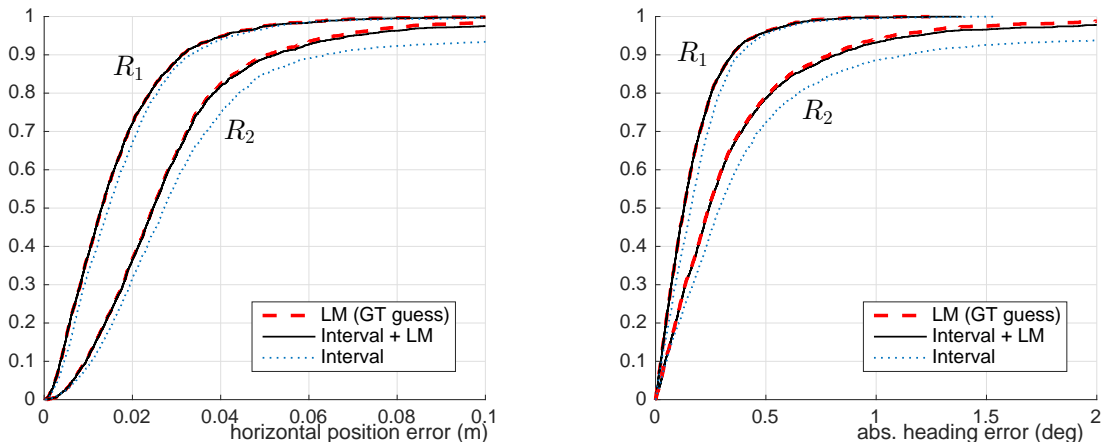 1
0.9
0.8
0.7
0.6
0.5
0.4
0.3
0.2
0.1
0
R1
R2
LM (GT guess)
Interval + LM
Interval
0 0.02 0.04 0.06 0.08 0.1
horizontal position error (m)
1
0.9
0.8
0.7
0.6
0.5
0.4
0.3
0.2
0.1
0
R1
R2
LM (GT guess)
Interval + LM
Interval
0 0.5 1 1.5 2
abs. heading error (deg)